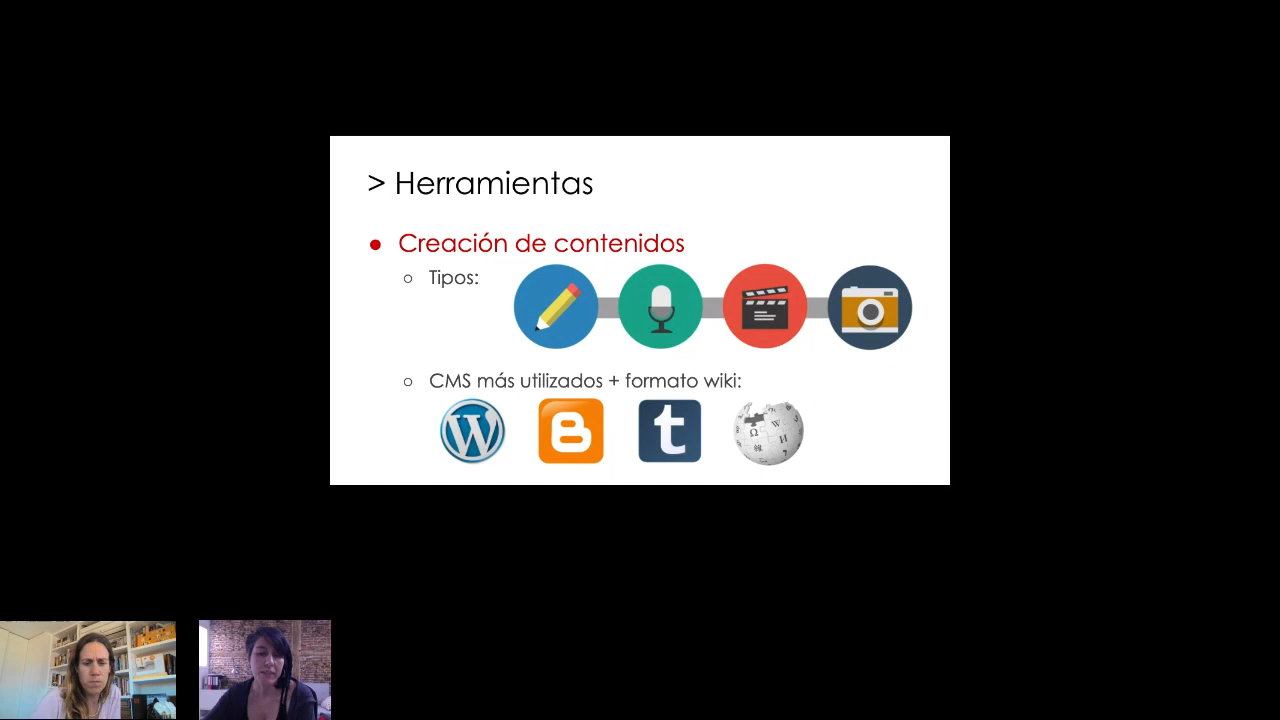 > Herramientas
● Creación de contenidos
○ Tipos:
○ CMS más utilizados + formato wiki: